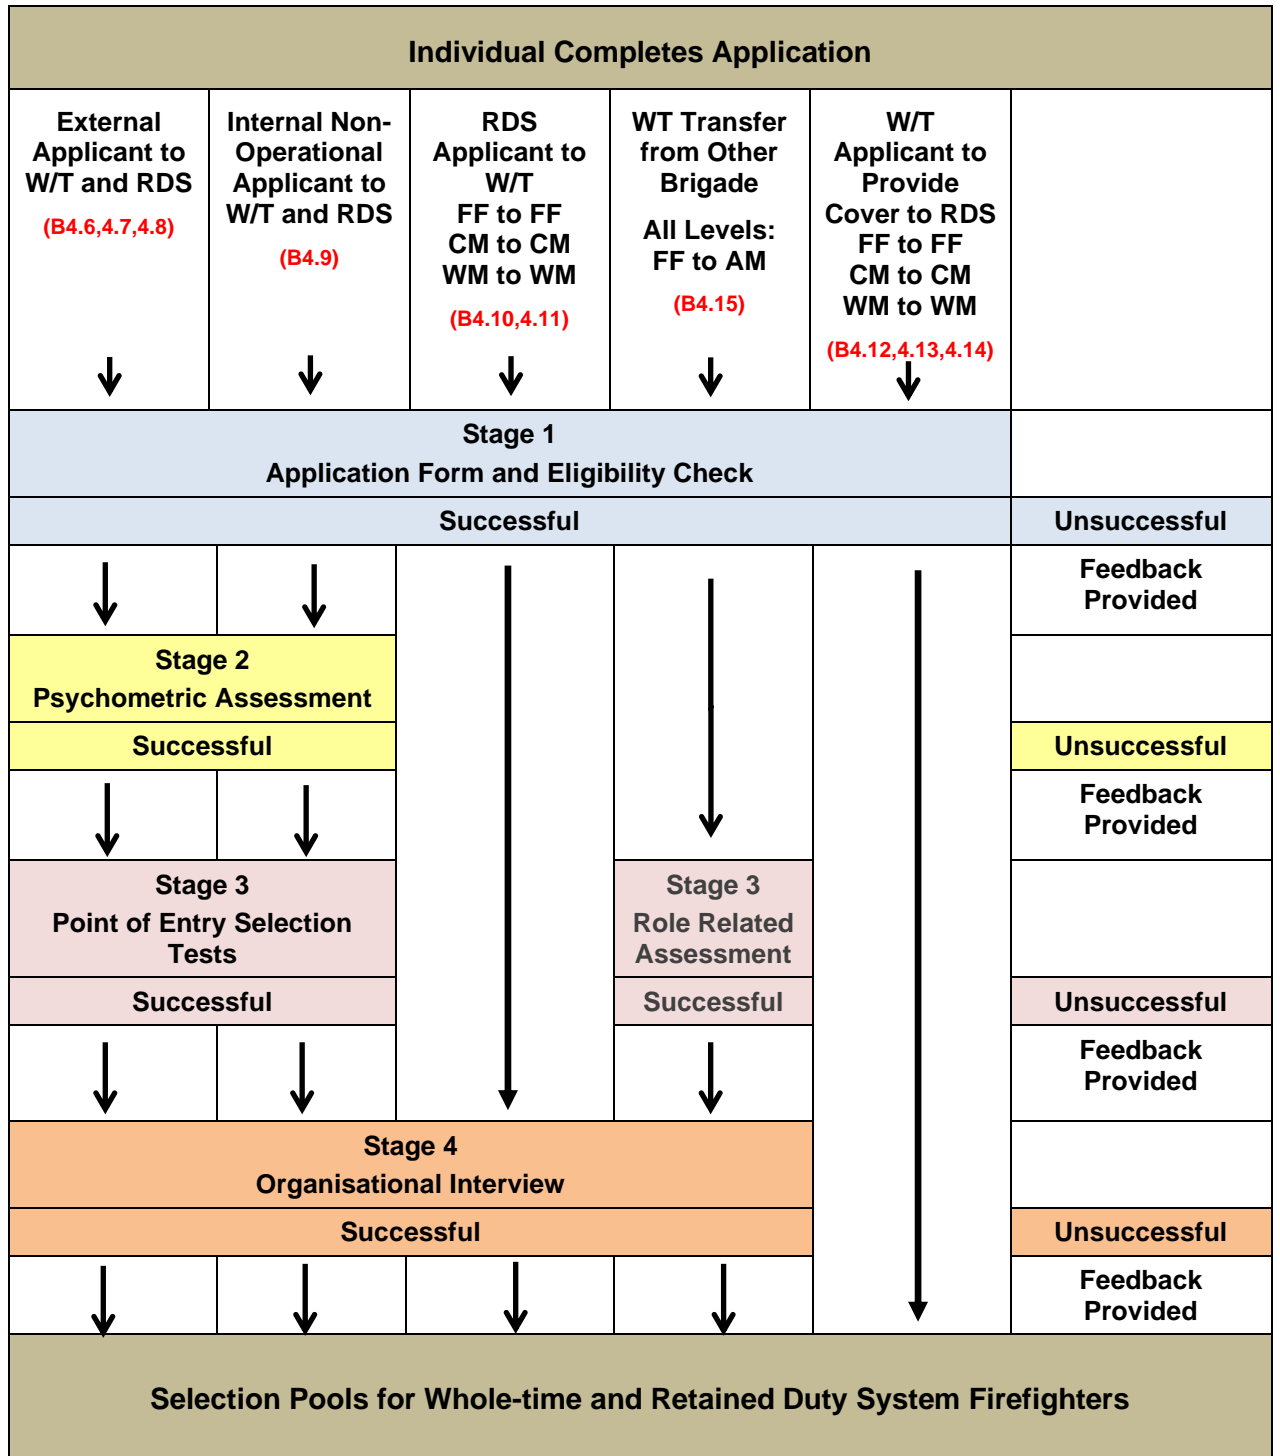 Individual Completes Application
External
Applicant to
W/T and RDS
(B4.6,4.7,4.8)
Internal Non-
Operational
Applicant to
W/T and RDS
(B4.9)
RDS
Applicant to
W/T
FF to FF
CM to CM
WM to WM
(B4.10,4.11)
WT Transfer
from Other
Brigade
All Levels:
FF to AM
(B4.15)
W/T
Applicant to
Provide
Cover to RDS
FF to FF
CM to CM
WM to WM
(B4.12,4.13,4.14)
Stage 1
Application Form and Eligibility Check
Successful
Unsuccessful
Feedback
Provided
Stage 2
Psychometric Assessment
Successful
Unsuccessful
Feedback
Provided
Stage 3
Point of Entry Selection
Tests
Stage 3
Role Related
Assessment
Successful
Successful
Unsuccessful
Feedback
Provided
Stage 4
Organisational Interview
Successful
Unsuccessful
Feedback
Provided
Selection Pools for Whole-time and Retained Duty System Firefighters